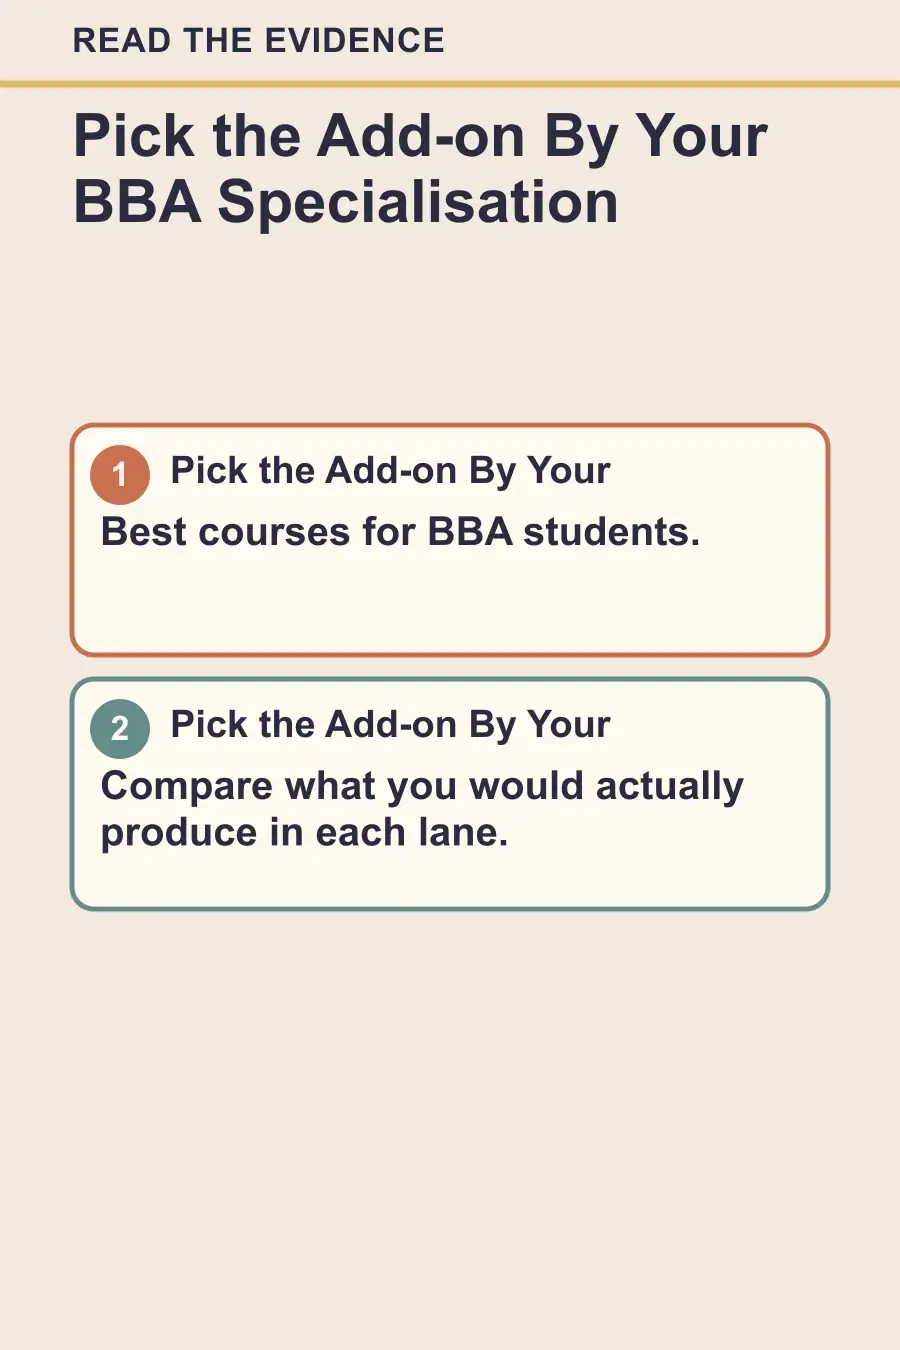 READ THE EVIDENCE
Pick the Add-on By Your
BBA Specialisation
1 Pick the Add-on By Your
Best courses for BBA students.
2 Pick the Add-on By Your
Compare what you would actually
produce in each lane.